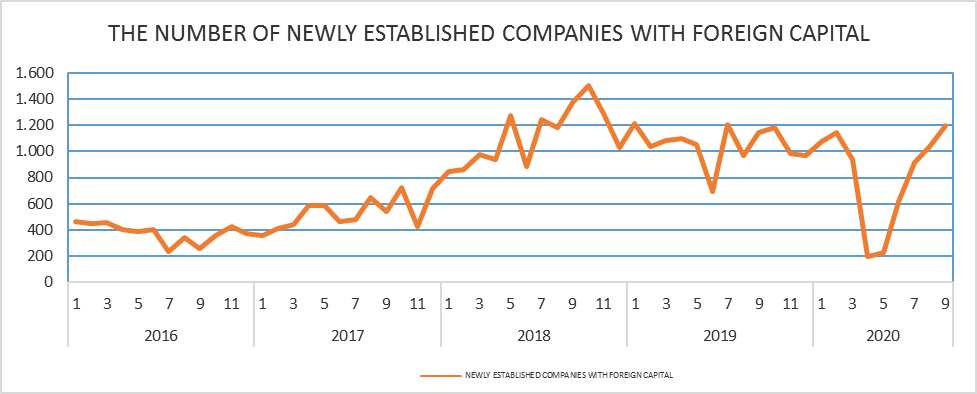 THE NUMBER OF NEWLY ESTABLISHED COMPANIES WITH FOREIGN CAPITAL
1.600
1.400
1.200
1.000
800
600
400
200
0
1 3 5 7 9 11 1 3 5 7 9 11 1 3 5 7 9 11 1 3 5 7 9 11 1 3 5 7 9
2016 2017 2018 2019 2020
NEWLY ESTABLISHED COMPANIES WITH FOREIGN CAPITAL